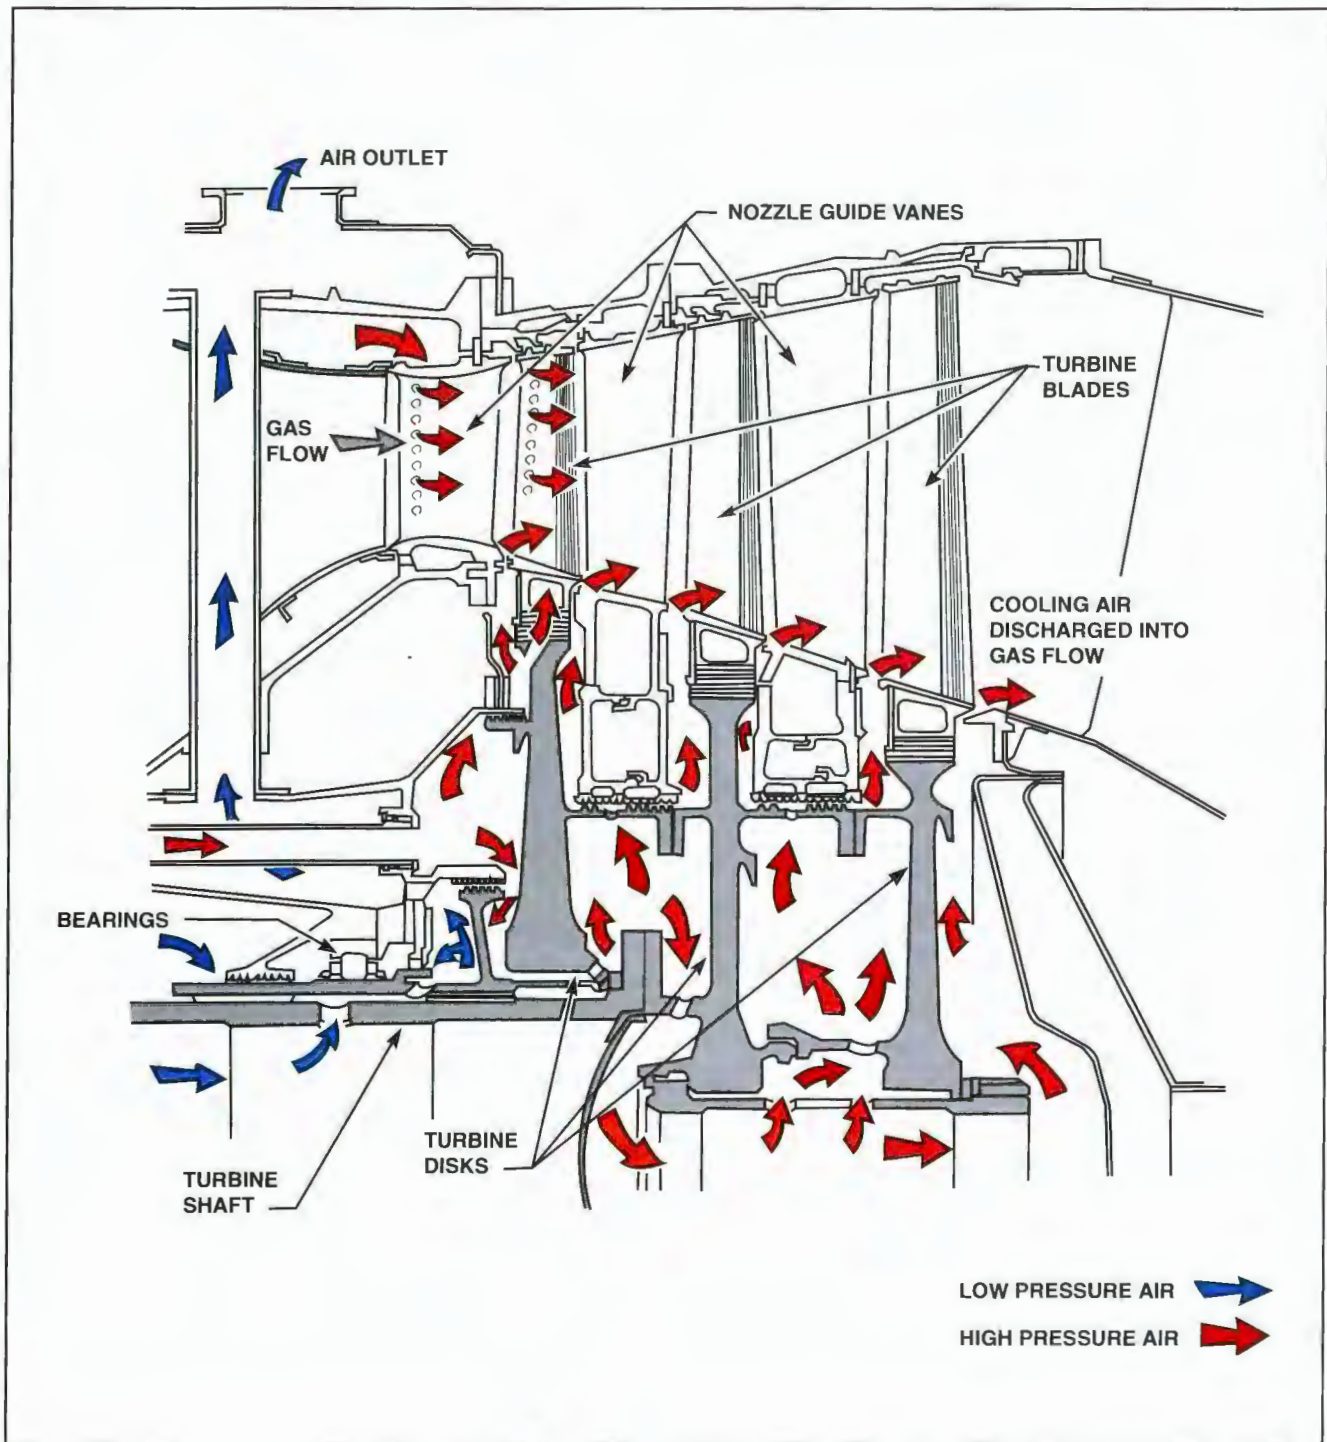 AIR OUTLET
NOZZLE GUIDE VANES
TURBINE
BLADES
GAS
FLOW
COOLING AIR
DISCHARGED INTO
GAS FLOW
BEARINGS
TURBINE
DISKS
TURBINE
SHAFT
LOW PRESSURE AIR
HIGH PRESSURE AIR